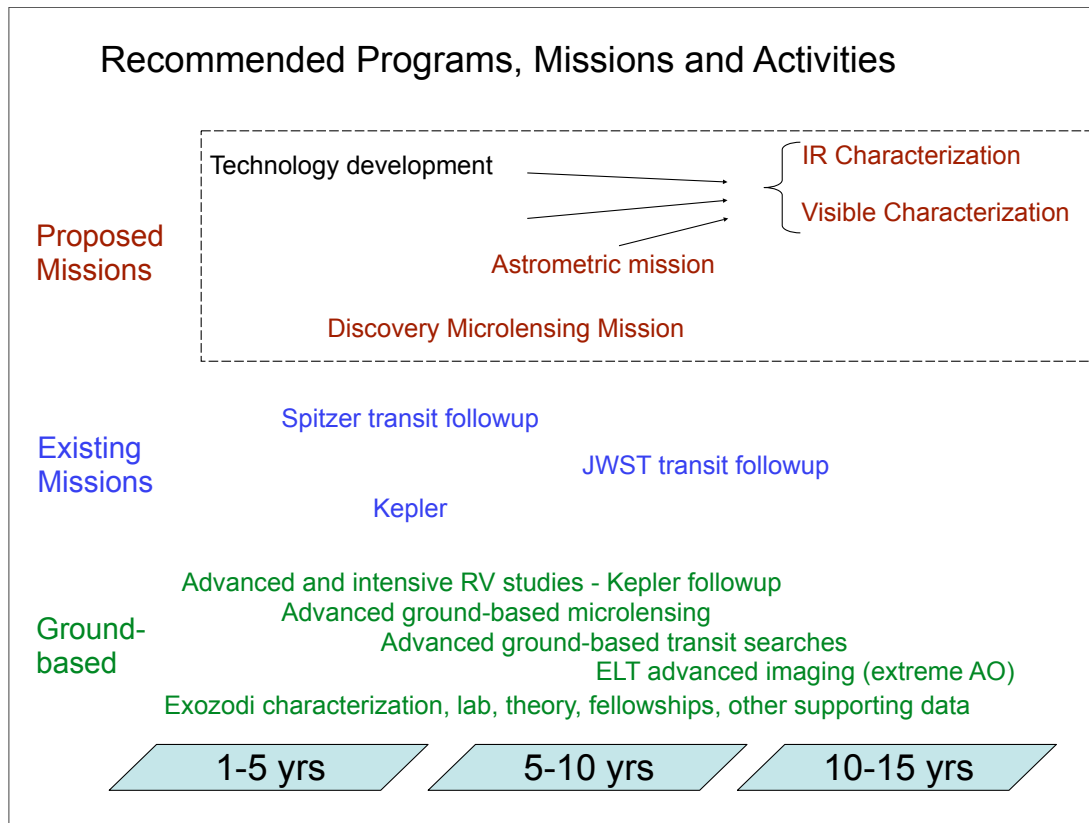 Recommended Programs, Missions and Activities
Technology development
IR Characterization
Visible Characterization
Proposed
Missions
Astrometric mission
Discovery Microlensing Mission
Spitzer transit followup
Existing
Missions
JWST transit followup
Kepler
Advanced and intensive RV studies - Kepler followup
Advanced ground-based microlensing
Ground-
based
Advanced ground-based transit searches
ELT advanced imaging (extreme AO)
Exozodi characterization, lab, theory, fellowships, other supporting data
1-5 yrs
5-10 yrs
10-15 yrs